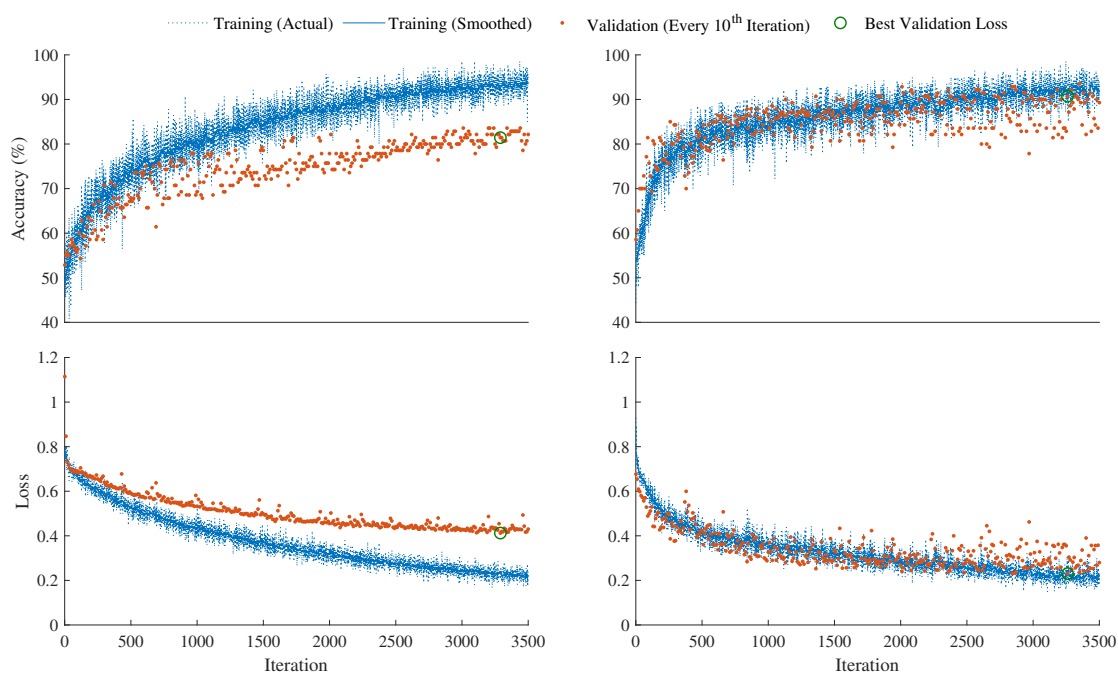 Training (Actual) Training (Smoothed) Validation (Every 10th Iteration) Best Validation Loss
100 100
90 90
80 80
70 70
60 60
50 50
40 40
Accuracy (%)
1.2 1.2
1 1
0.8 0.8
0.6 0.6
0.4 0.4
0.2 0.2
0 0
Loss
0 500 1000 1500 2000 2500 3000 3500 0 500 1000 1500 2000 2500 3000 3500
Iteration Iteration